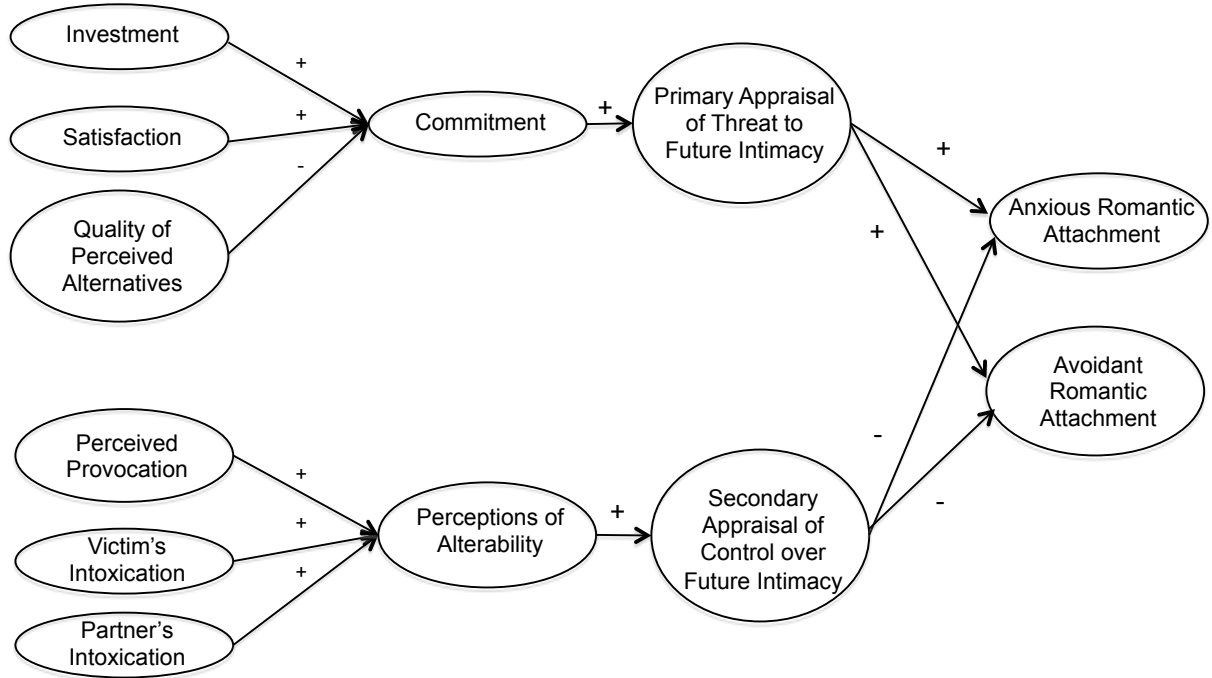 Investment
+
Satisfaction
+
-
Quality of
Perceived
Alternatives
Commitment
+
Primary Appraisal
of Threat to
Future Intimacy
+
+
Anxious Romantic
Attachment
Avoidant
Romantic
Attachment
Perceived
Provocation
+
Victim's
Intoxication
+
+
Partner's
Intoxication
Perceptions of
Alterability
+
Secondary
Appraisal of
Control over
Future Intimacy
-
-